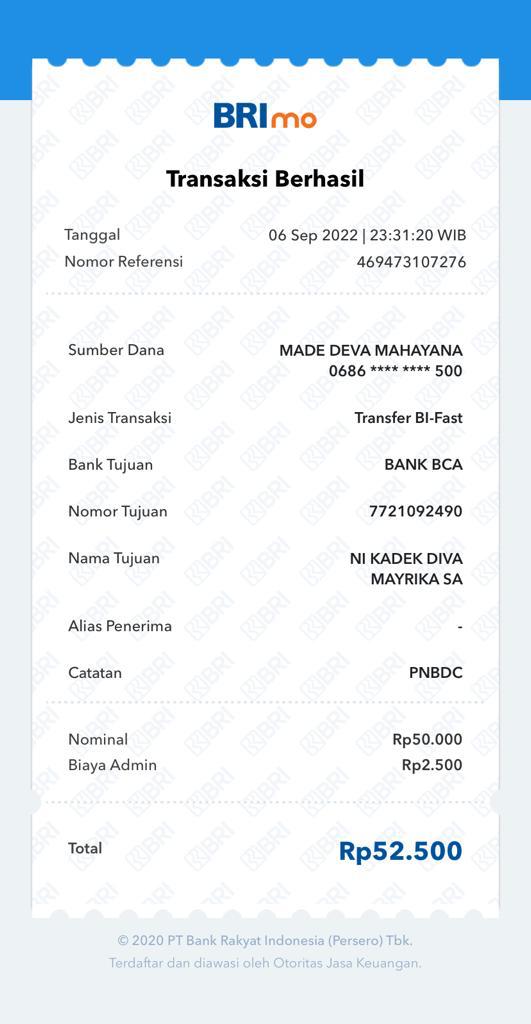 BRImo
Transaksi Berhasil
Tanggal 06 Sep 2022 | 23:31:20 WIB
Nomor Referensi 469473107276
Sumber Dana MADE DEVA MAHAYANA
0686 **** **** 500
Jenis Transaksi Transfer BI-Fast
Bank Tujuan BANK BCA
Nomor Tujuan 7721092490
Nama Tujuan NI KADEK DIVA
MAYRIKA SA
Alias Penerima -
Catatan PNBDC
Nominal Rp50.000
Biaya Admin Rp2.500
Total Rp52.500
© 2020 PT Bank Rakyat Indonesia (Persero) Tbk.
Terdaftar dan diawasi oleh Otoritas Jasa Keuangan.